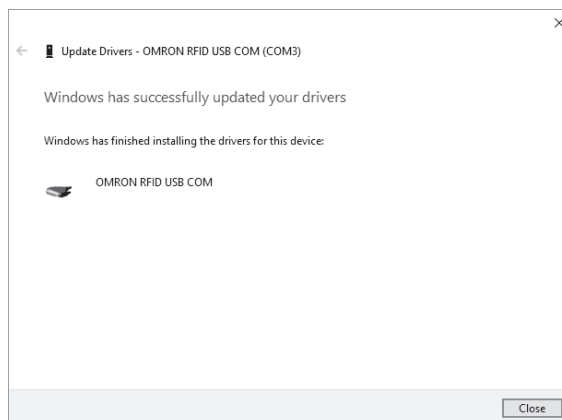 Update Drivers - OMRON RFID USB COM (COM3)
Windows has successfully updated your drivers
Windows has finished installing the drivers for this device:
OMRON RFID USB COM
Close